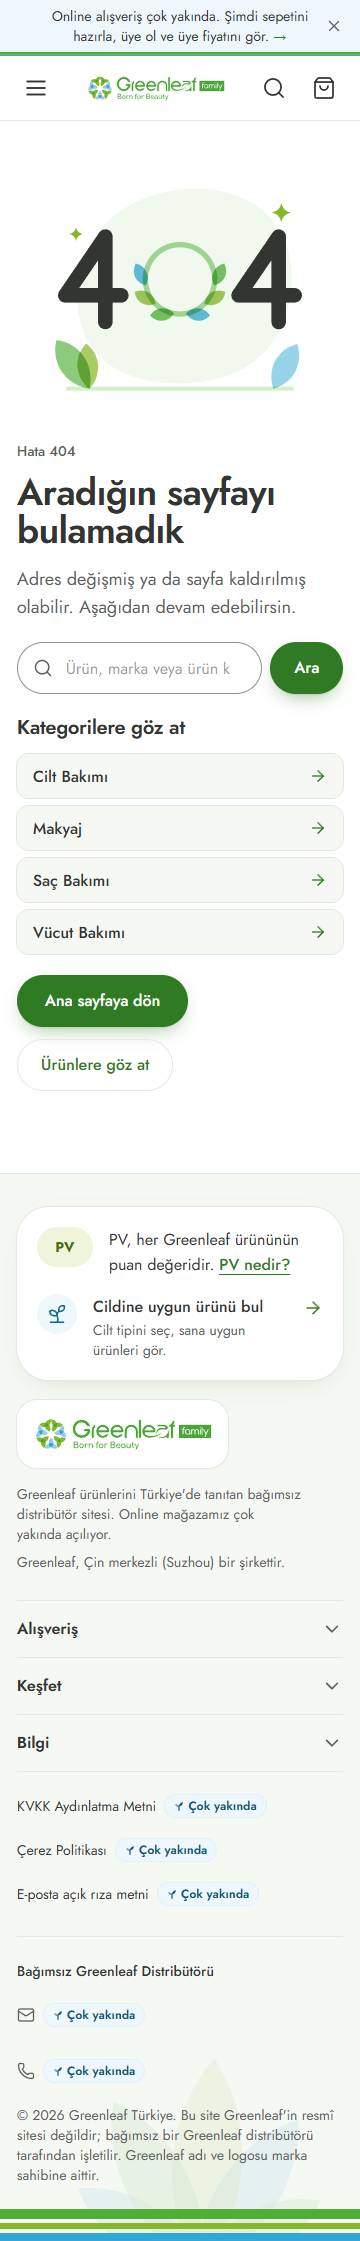 Online alışveriş çok yakında. Şimdi sepetini
hazırla, üye ol ve üye fiyatını gör. →
Greenleaf family
Born for Beauty
404
Hata 404
Aradığın sayfayı
bulamadık
Adres değişmiş ya da sayfa kaldırılmış
olabilir. Aşağıdan devam edebilirsin.
Ürün, marka veya ürün k
Ara
Kategorilere göz at
Cilt Bakımı
Makyaj
Saç Bakımı
Vücut Bakımı
Ana sayfaya dön
Ürünlere göz at
PV
PV, her Greenleaf ürününün
puan değeridir. PV nedir?
Cildine uygun ürünü bul
Cilt tipini seç, sana uygun
ürünleri gör.
Greenleaf family
Born for Beauty
Greenleaf ürünlerini Türkiye'de tanıtan bağımsız
distribütör sitesi. Online mağazamız çok
yakında açılıyor.
Greenleaf, Çin merkezli (Suzhou) bir şirkettir.
Alışveriş
Keşfet
Bilgi
KVKK Aydınlatma Metni Çok yakında
Çerez Politikası Çok yakında
E-posta açık rıza metni Çok yakında
Bağımsız Greenleaf Distribütörü
Çok yakında
Çok yakında
© 2026 Greenleaf Türkiye. Bu site Greenleaf'in resmî
sitesi değildir; bağımsız bir Greenleaf distribütörü
tarafından işletilir. Greenleaf adı ve logosu marka
sahibine aittir.